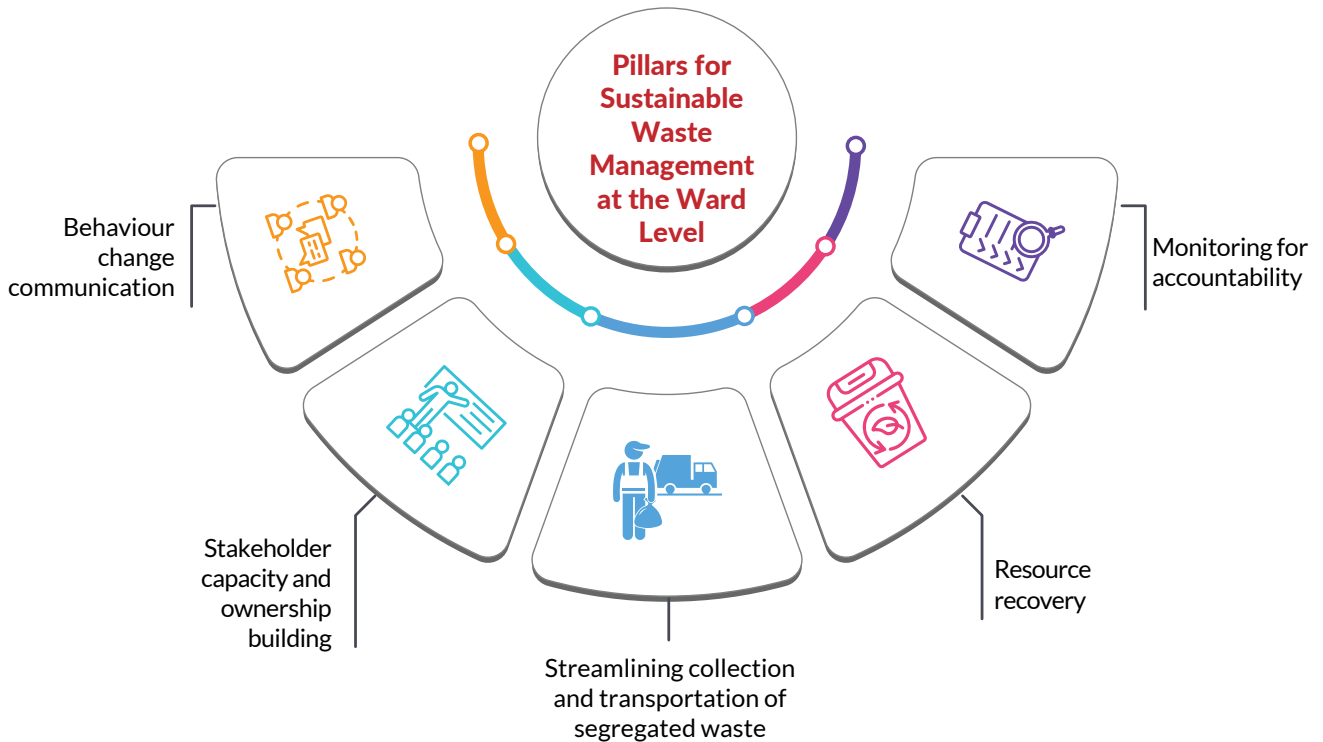 Pillars for
Sustainable
Waste
Management
at the Ward
Level
Behaviour
change
communication
Stakeholder
capacity and
ownership
building
Streamlining collection
and transportation of
segregated waste
Resource
recovery
Monitoring for
accountability